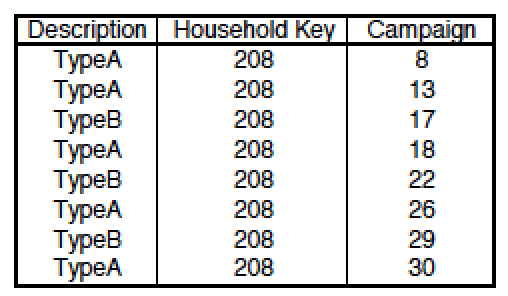 Description Household Key Campaign
TypeA 208 8
TypeA 208 13
TypeB 208 17
TypeA 208 18
TypeB 208 22
TypeA 208 26
TypeB 208 29
TypeA 208 30